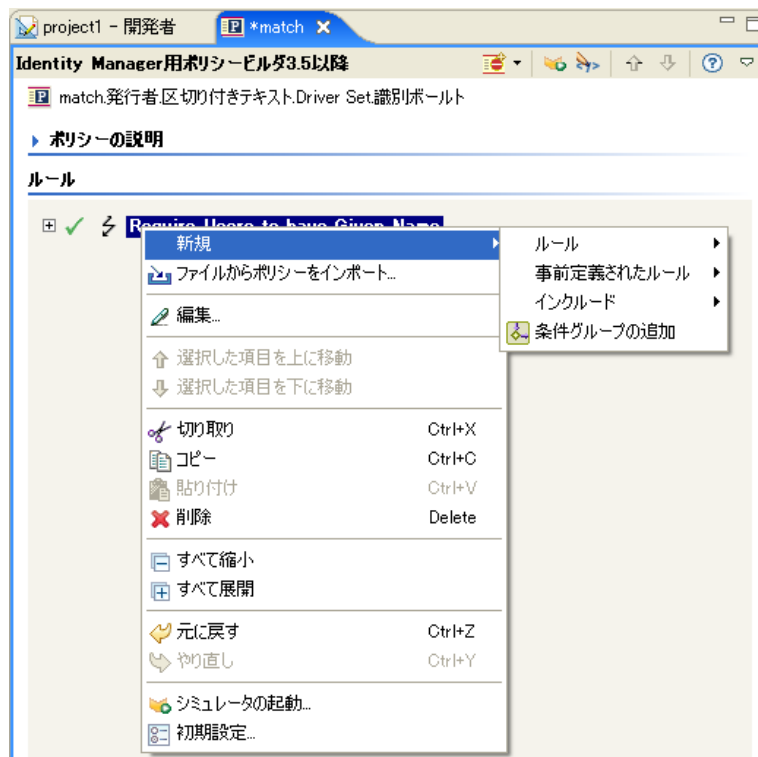 project1 - 開発者
*match
Identity Manager用ポリシービルダ3.5以降
match.発行者.区切り付きテキスト.Driver Set.識別ボールト
ポリシーの説明
ルール
Require Users to have Given Name
新規
ファイルからポリシーをインポート...
編集...
選択した項目を上に移動
選択した項目を下に移動
切り取り Ctrl+X
コピー Ctrl+C
貼り付け Ctrl+V
削除 Delete
すべて縮小
すべて展開
元に戻す Ctrl+Z
やり直し Ctrl+Y
シミュレータの起動...
初期設定...
ルール
事前定義されたルール
インクルード
条件グループの追加